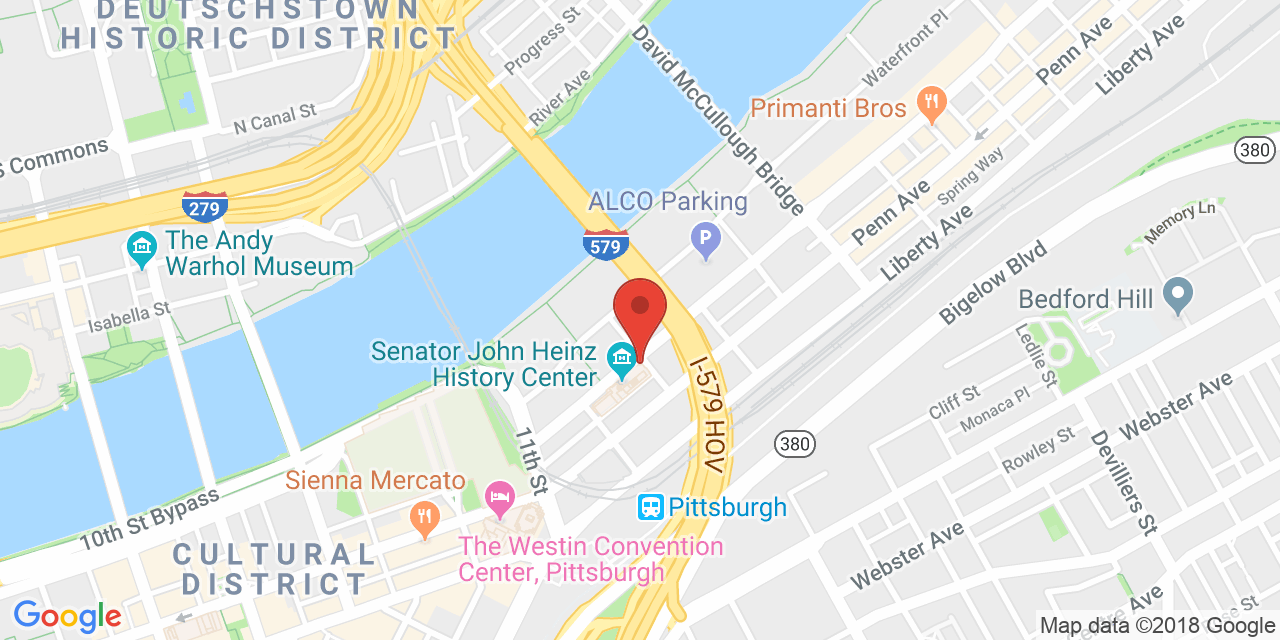 DEUTSCHSTOWN
HISTORIC DISTRICT
Progress St
River Ave
David McCullough Bridge
Waterfront Pl
Penn Ave
Liberty Ave
N Canal St
S Commons
Primanti Bros
380
279
The Andy
Warhol Museum
ALCO Parking
P
579
Penn Ave
Spring Way
Liberty Ave
Memory Ln
Bigelow Blvd
Bedford Hill
Isabella St
Senator John Heinz
History Center
I-579 HOV
Ledlie St
Cliff St
Monaca Pl
Rowley St
Webster Ave
Devilliers St
380
11th St
Sienna Mercato
10th St Bypass
Pittsburgh
The Westin Convention
Center, Pittsburgh
CULTURAL
DISTRICT
Webster Ave
Google
Map data ©2018 Google